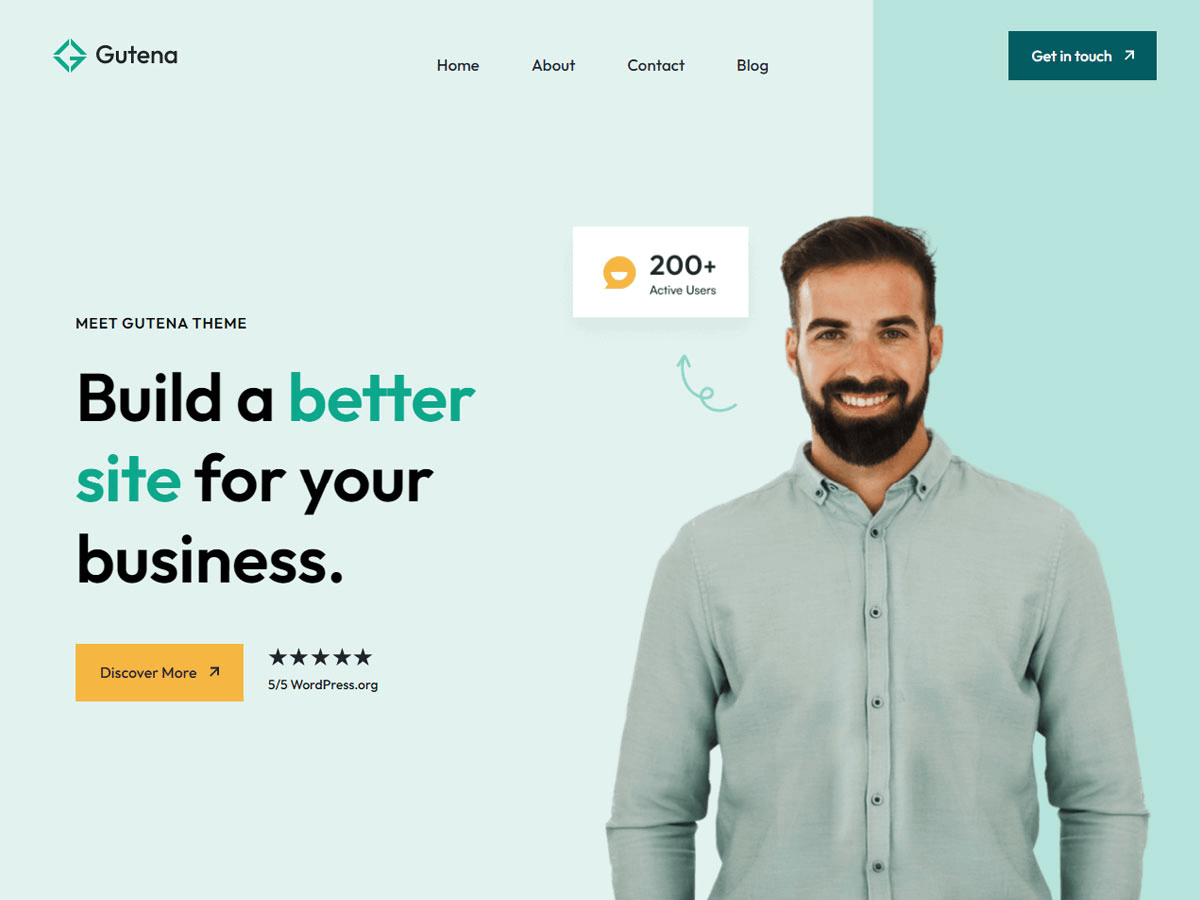 Gutena
Home About Contact Blog
Get in touch
200+
Active Users
MEET GUTENA THEME
Build a better
site for your
business.
Discover More
5/5 WordPress.org